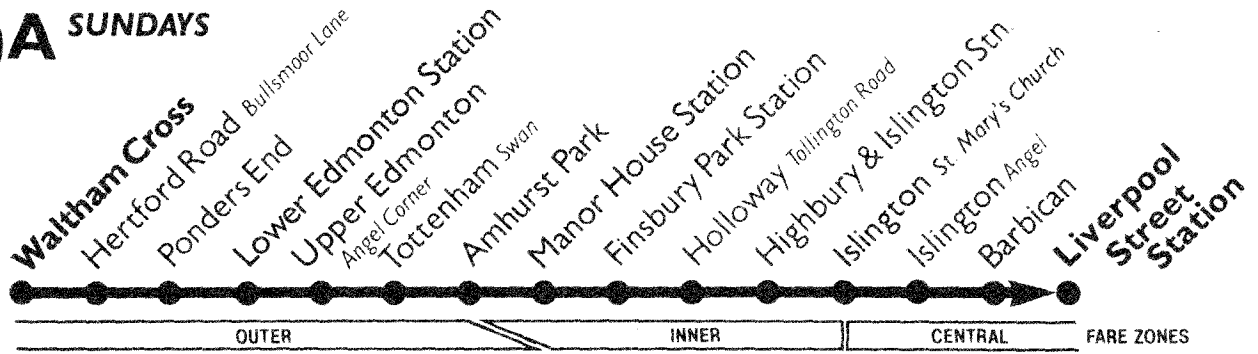 A SUNDAYS
Waltham Cross
Hertford Road Bullsmoor Lane
Ponders End
Lower Edmonton Station
Upper Edmonton
Angel Corner
Tottenham Swan
Amhurst Park
Manor House Station
Finsbury Park Station
Holloway Tollington Road
Highbury & Islington Stn.
Islington St Mary's Church
Islington Angel
Barbican
Liverpool
Street
Station
OUTER INNER CENTRAL FARE ZONES